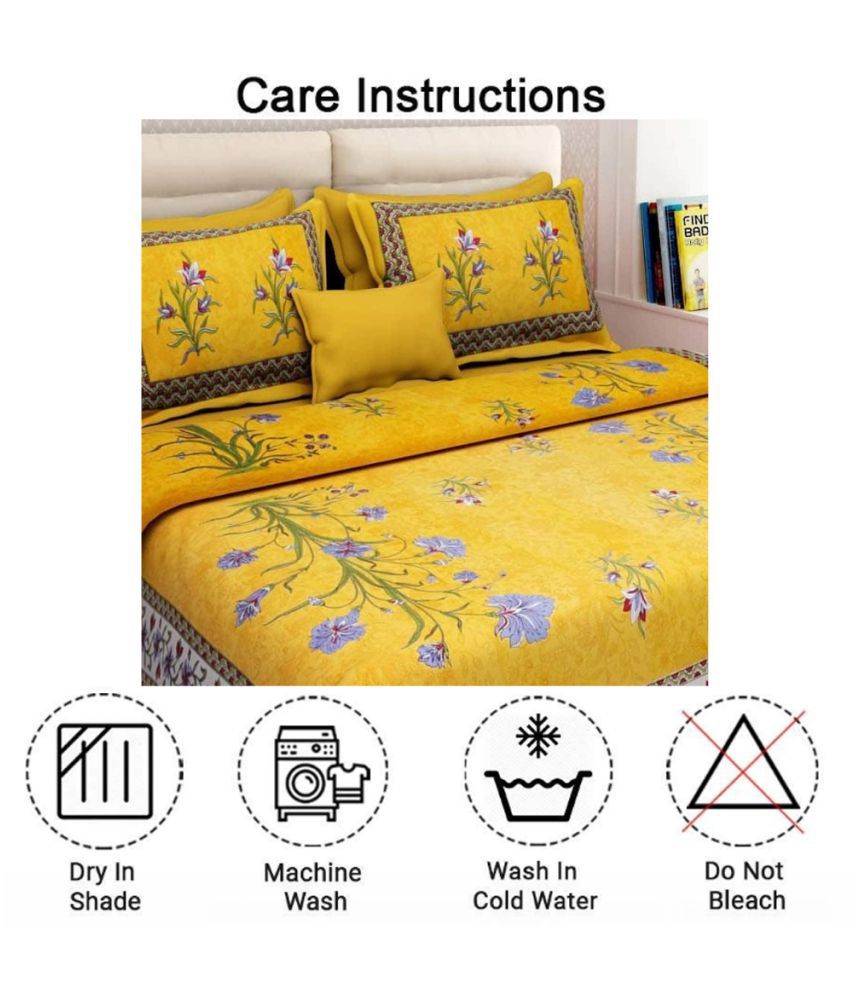 Care Instructions
FIND
BAD
Dry In
Shade
Machine
Wash
Wash In
Cold Water
Do Not
Bleach